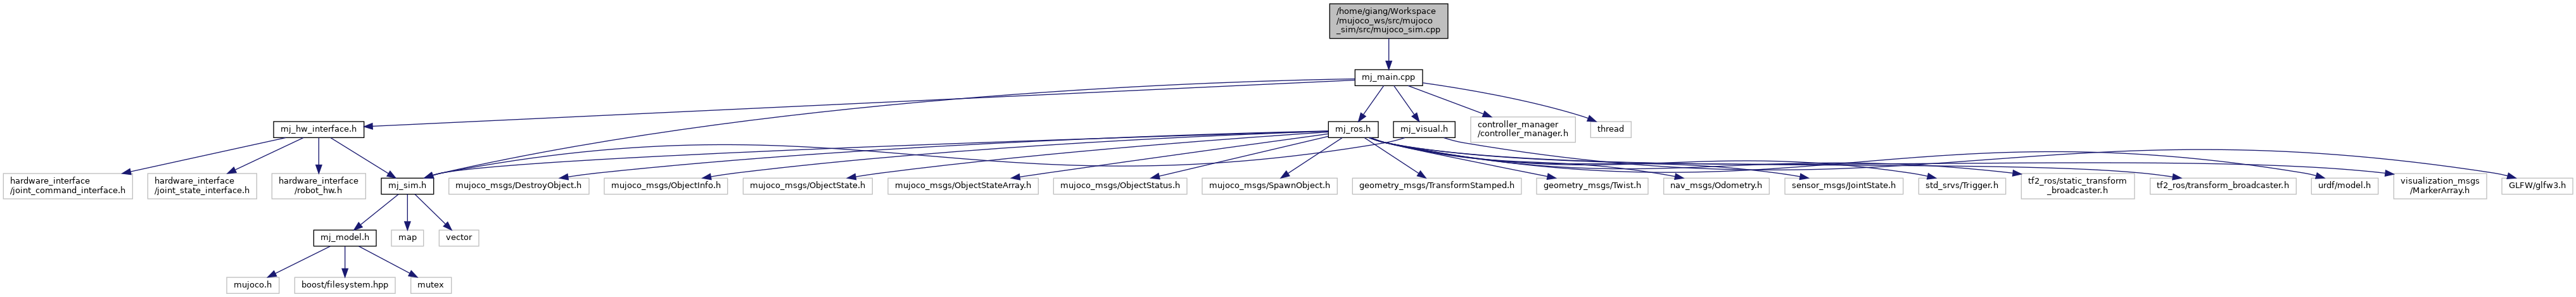 /home/giang/Workspace
/mujoco_ws/src/mujoco
_sim/src/mujoco_sim.cpp
mj_main.cpp
mj_hw_interface.h
mj_ros.h
mj_visual.h
controller_manager
/controller_manager.h
thread
hardware_interface
/joint_command_interface.h
hardware_interface
/joint_state_interface.h
hardware_interface
/robot_hw.h
mj_sim.h
mujoco_msgs/DestroyObject.h
mujoco_msgs/ObjectInfo.h
mujoco_msgs/ObjectState.h
mujoco_msgs/ObjectStateArray.h
mujoco_msgs/ObjectStatus.h
mujoco_msgs/SpawnObject.h
geometry_msgs/TransformStamped.h
geometry_msgs/Twist.h
nav_msgs/Odometry.h
sensor_msgs/JointState.h
std_srvs/Trigger.h
tf2_ros/static_transform
_broadcaster.h
tf2_ros/transform_broadcaster.h
urdf/model.h
visualization_msgs
/MarkerArray.h
GLFW/glfw3.h
mj_model.h
map
vector
mujoco.h
boost/filesystem.hpp
mutex